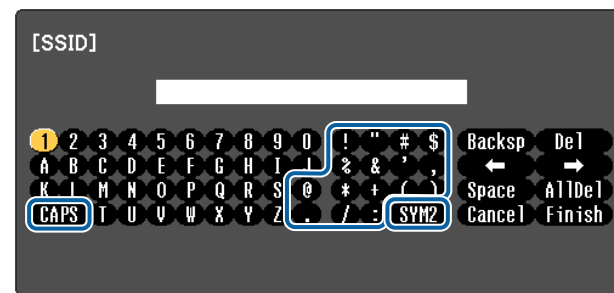 [SSID]
1 2 3 4 5 6 7 8 9 0 ! " # $ Backsp Del
A B C D E F G H I J % & ' , ← →
K L M N O P Q R S @ * + ( ) Space AllDel
CAPS T U V W X Y Z . / : SYM2 Cancel Finish